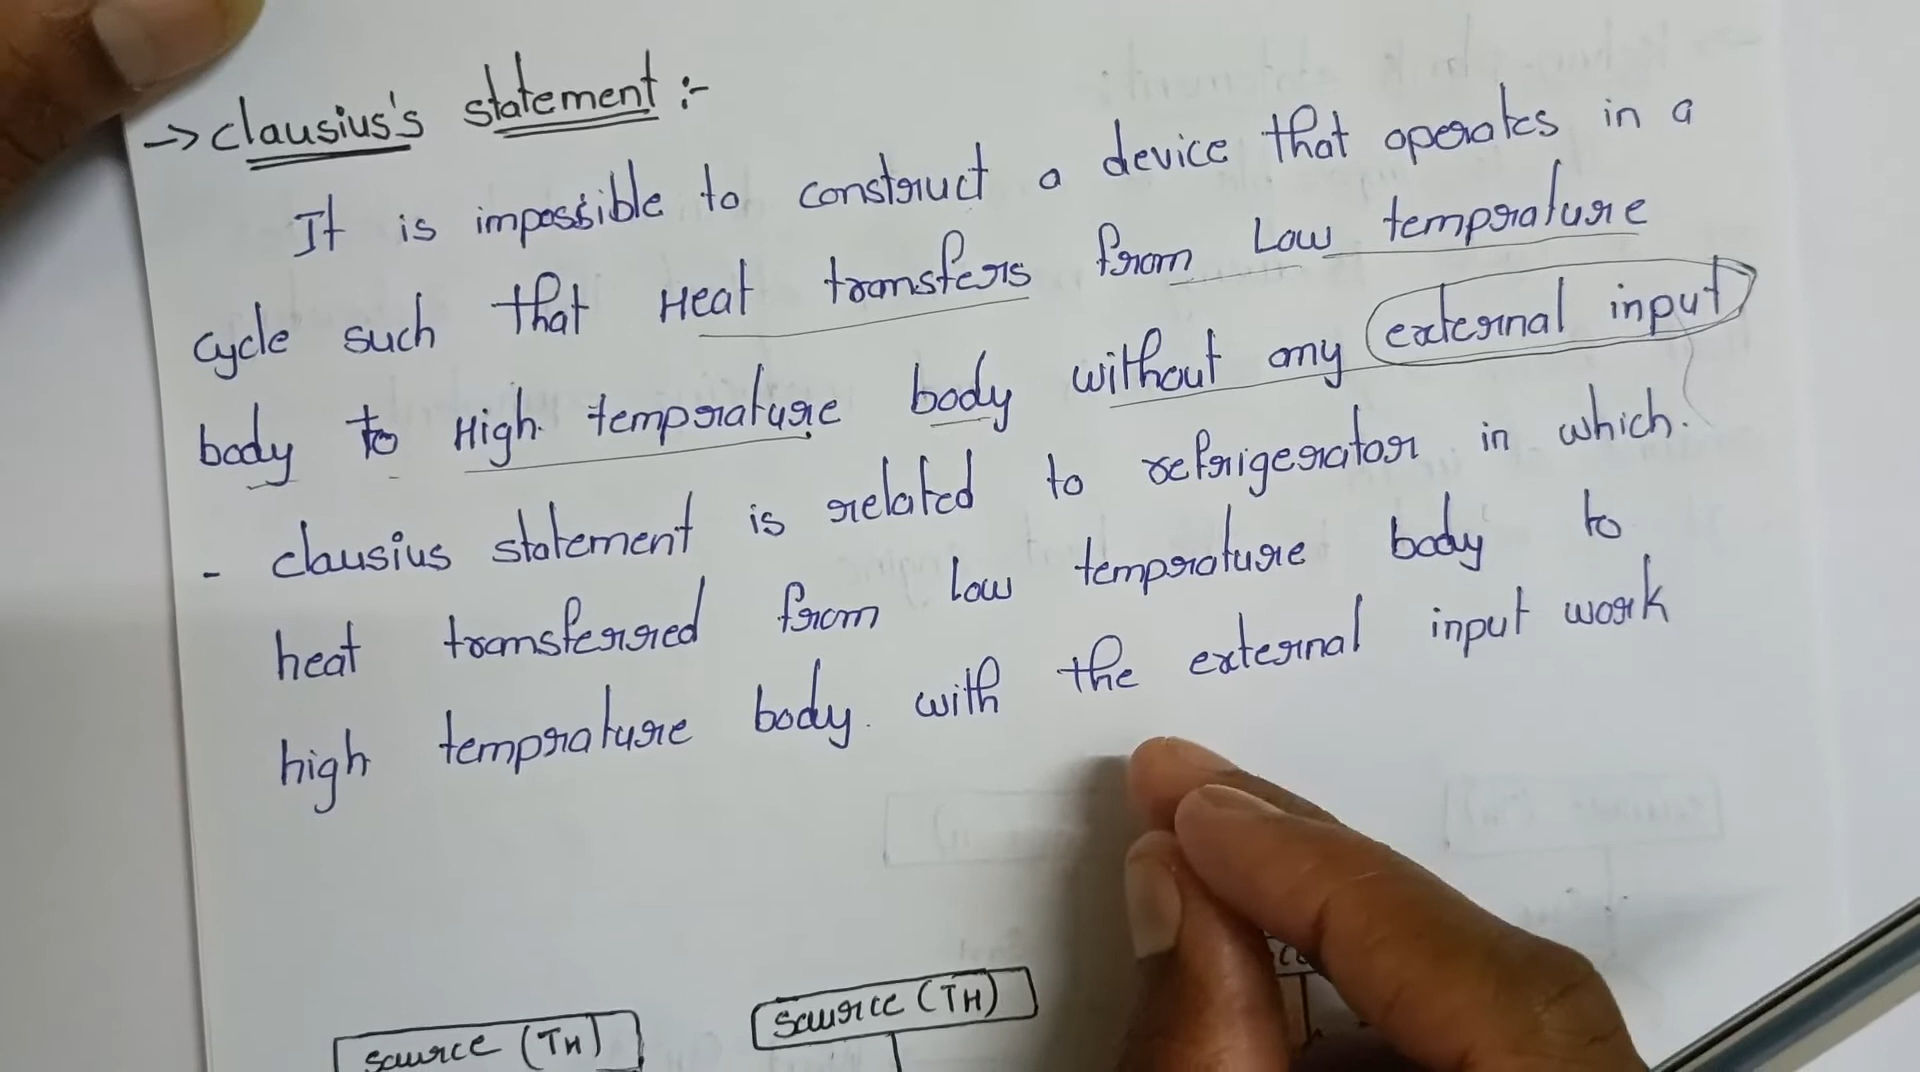 -> clausius's statement :-
It is impossible to construct a device that operates in a
cycle such that Heat transfers from Low temprature
body to High temprature body without any external input
- clausius statement is related to refrigerator in which.
heat transferred from low temprature body to
high temprature body. with the external input work
source (TH)
source (TH)